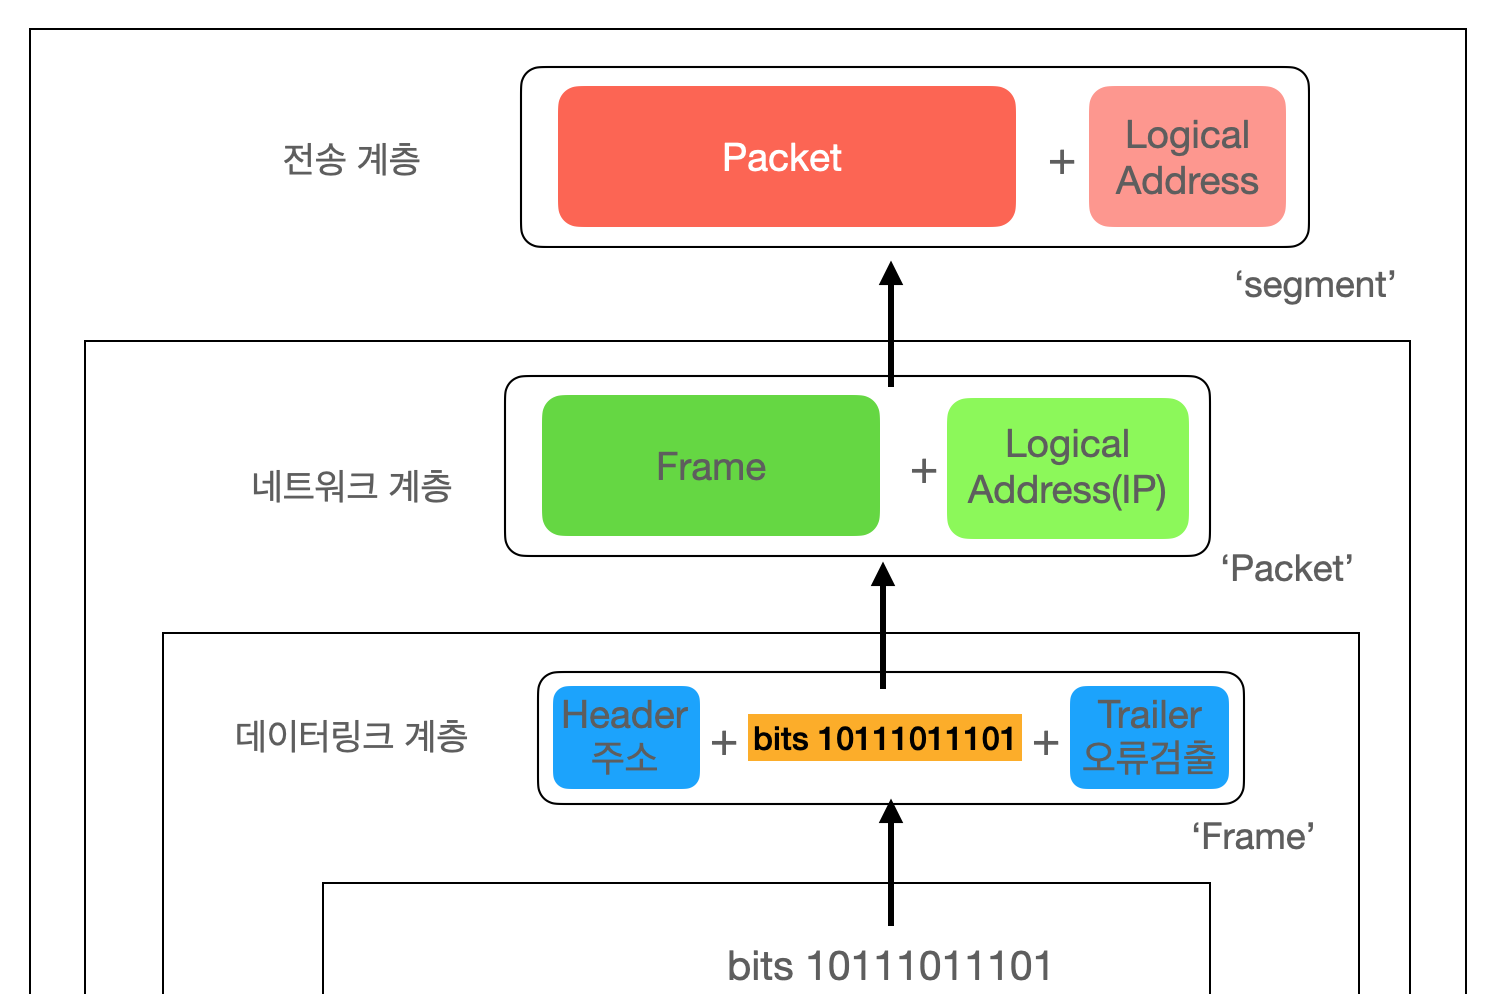 전송 계층
Packet
+
Logical
Address
‘segment’
네트워크 계층
Frame
+
Logical
Address(IP)
‘Packet’
데이터링크 계층
Header
주소
+
bits 10111011101
+
Trailer
오류검출
‘Frame’
bits 10111011101